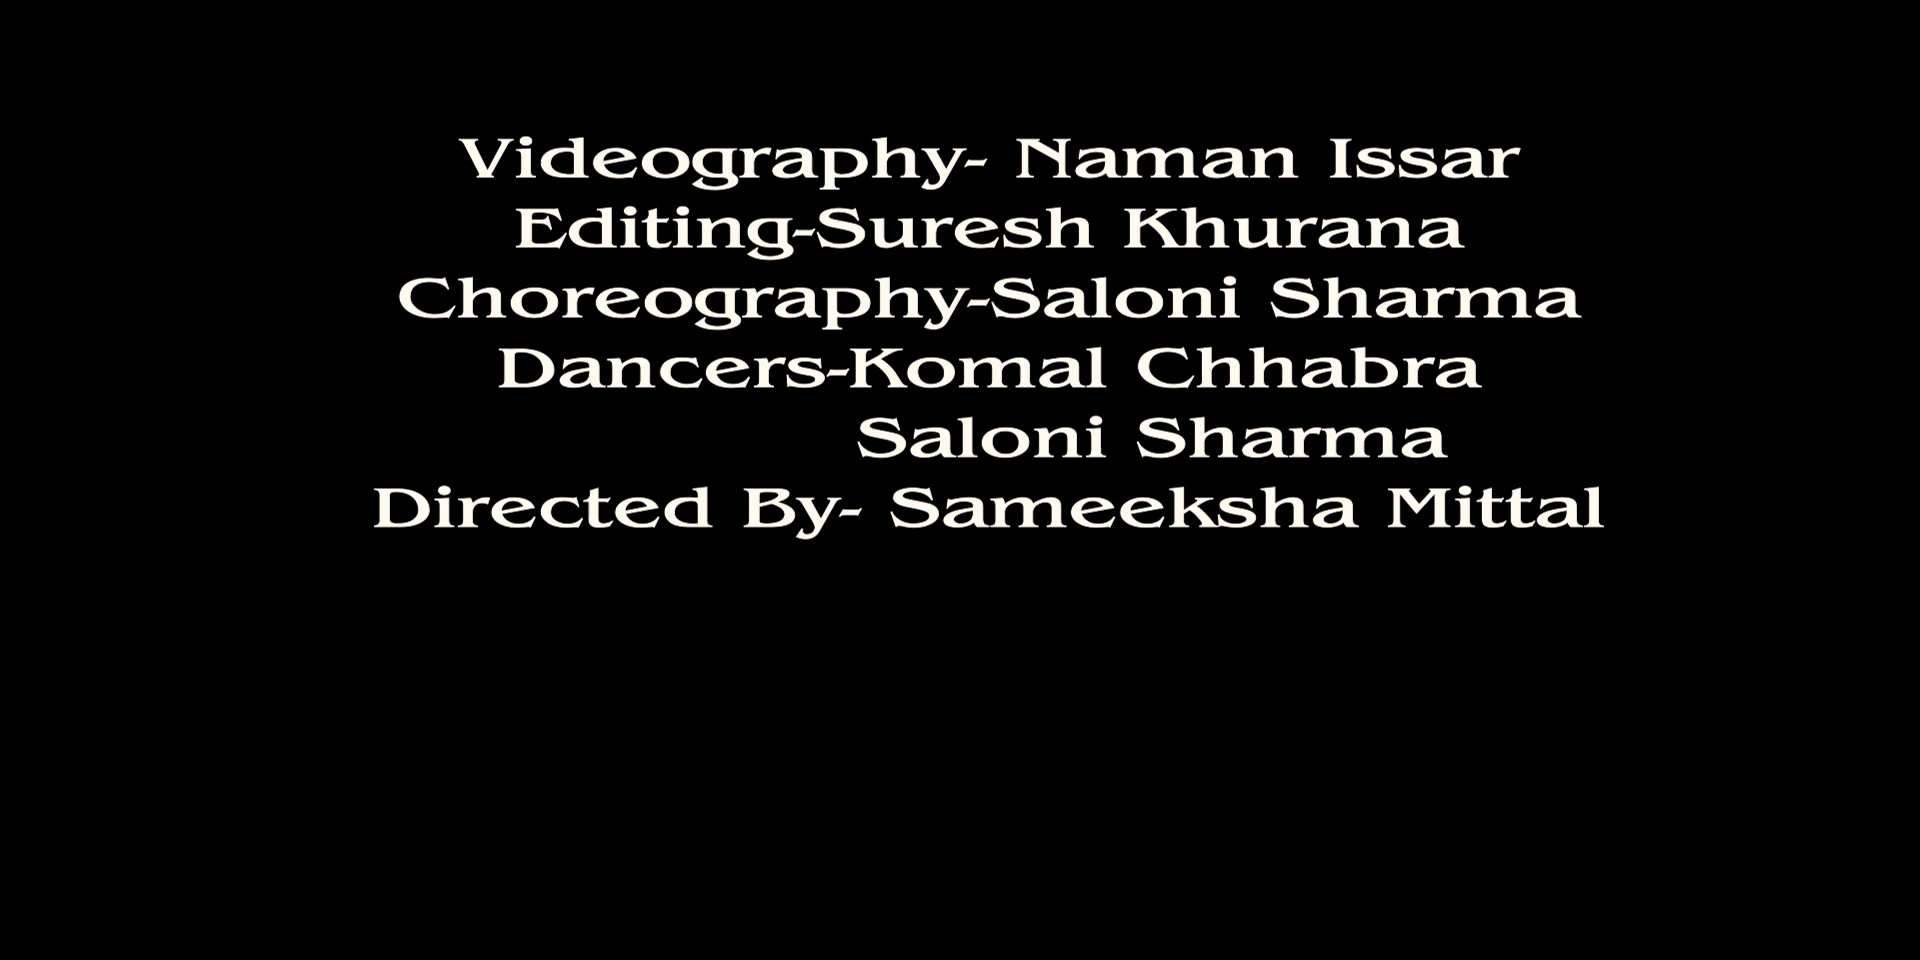 Videography- Naman Issar
Editing-Suresh Khurana
Choreography-Saloni Sharma
Dancers-Komal Chhabra
Saloni Sharma
Directed By- Sameeksha Mittal